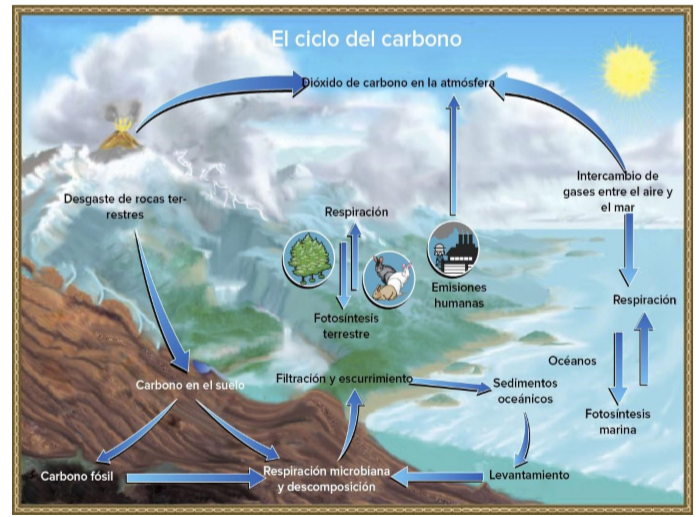 El ciclo del carbono
Dióxido de carbono en la atmósfera
Intercambio de
gases entre el aire y
el mar
Desgaste de rocas ter-
restres
Respiración
Emisiones
humanas
Respiración
Fotosíntesis
terrestre
Océanos
Carbono en el suelo
Filtración y escurrimiento
Sedimentos
oceánicos
Fotosíntesis
marina
Carbono fósil
Respiración microbiana
y descomposición
Levantamiento